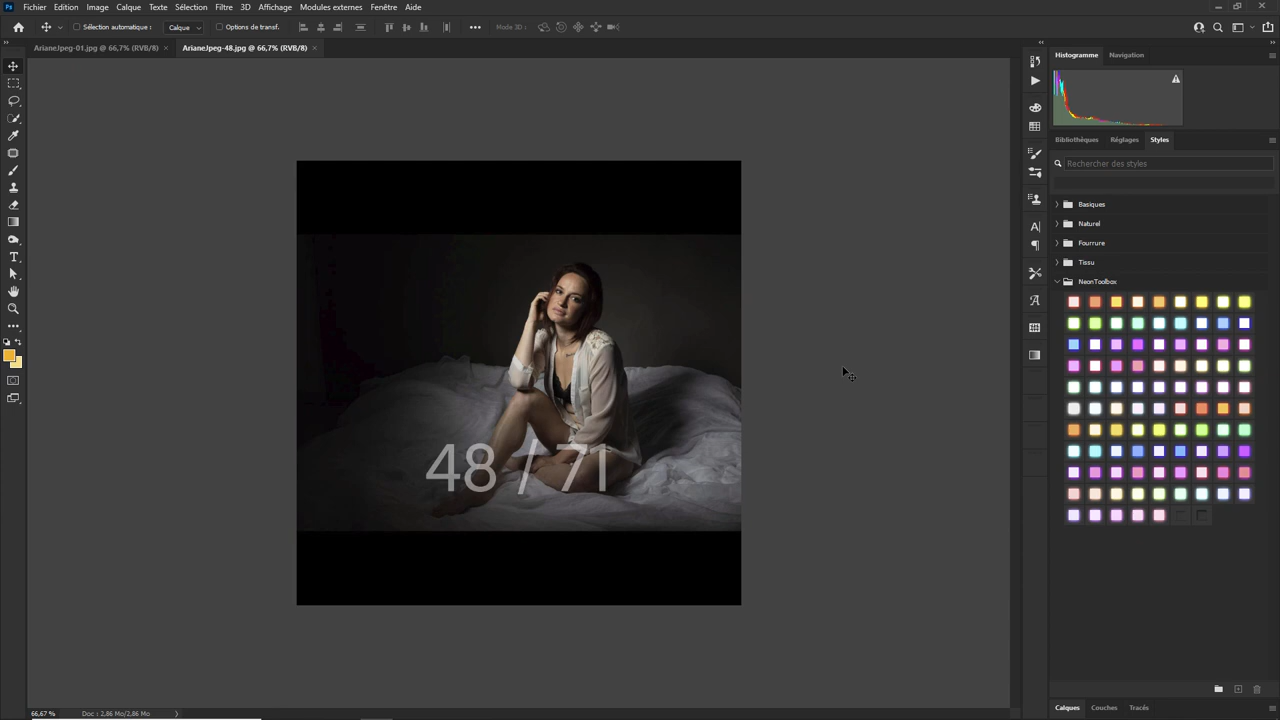 Ps Fichier Edition Image Calque Texte Sélection Filtre 3D Affichage Modules externes Fenêtre Aide
Sélection automatique : Calque Options de transf. ••• Mode 3D :
ArianeJpeg-01.jpg @ 66,7% (RVB/8) × ArianeJpeg-48.jpg @ 66,7% (RVB/8) ×
Histogramme Navigation
Bibliothèques Réglages Styles
Rechercher des styles
Basiques
Naturel
Fourrure
Tissu
NeonToolbox
48 / 71
66,67 % Doc : 2,86 Mo/2,86 Mo
Calques Couches Tracés